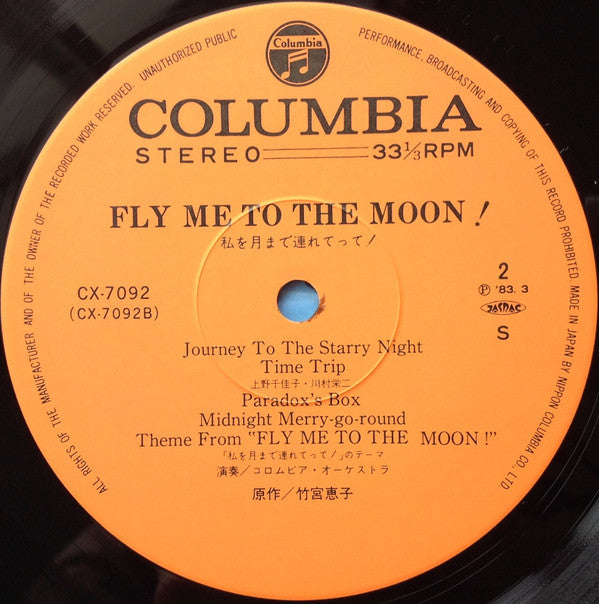 ALL RIGHTS OF THE MANUFACTURER AND OF THE OWNER OF THE RECORDED WORK RESERVED. UNAUTHORIZED PUBLIC PERFORMANCE, BROADCASTING AND COPYING OF THIS RECORD PROHIBITED. MADE IN JAPAN BY NIPPON COLUMBIA CO., LTD.
Columbia
COLUMBIA
STEREO 33⅓RPM
FLY ME TO THE MOON!
私を月まで連れてって!
CX-7092
(CX-7092B)
2
Ⓟ '83. 3
JASRAC
S
Journey To The Starry Night
Time Trip
上野千佳子・川村栄二
Paradox's Box
Midnight Merry-go-round
Theme From "FLY ME TO THE MOON!"
「私を月まで連れてって!」のテーマ
演奏/コロムビア・オーケストラ
原作/竹宮恵子